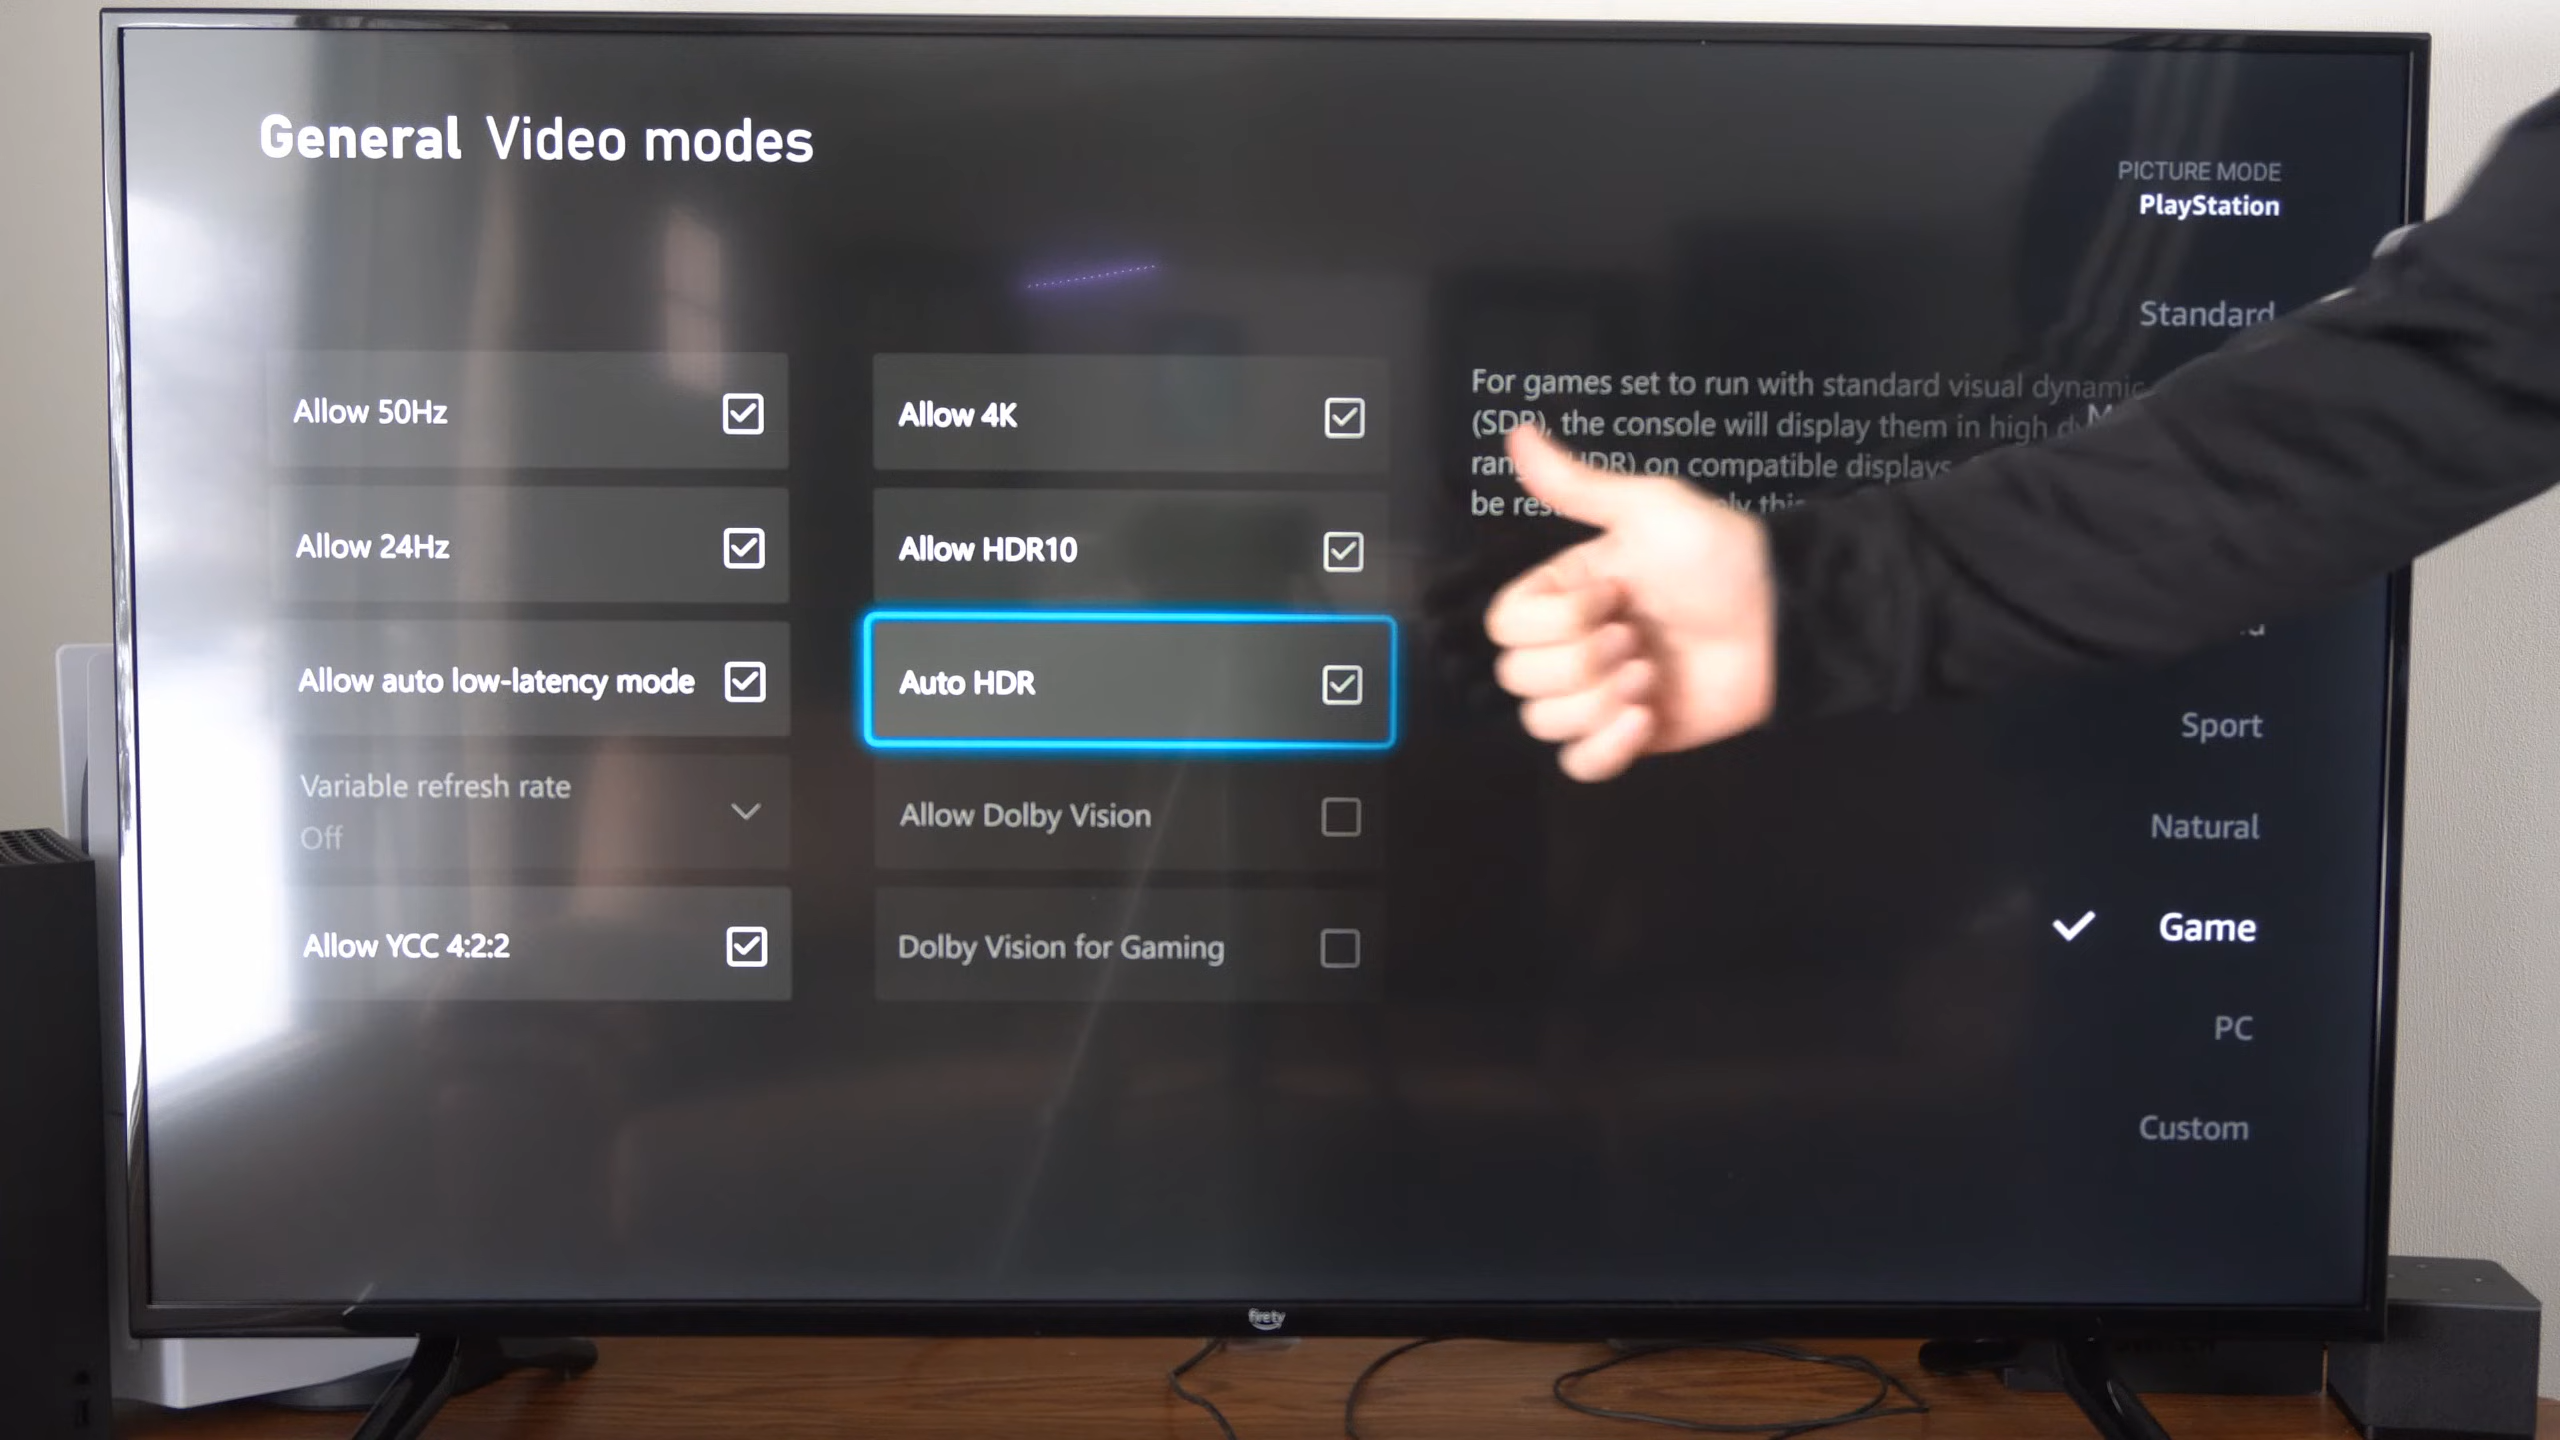 General Video modes
Allow 50Hz
Allow 24Hz
Allow auto low-latency mode
Variable refresh rate
Off
Allow YCC 4:2:2
Allow 4K
Allow HDR10
Auto HDR
Allow Dolby Vision
Dolby Vision for Gaming
For games set to run with standard visual dynamic
(SDR), the console will display them in high
on compatible displays.
be
PICTURE MODE
PlayStation
Standard
Sport
Natural
Game
PC
Custom
firetv